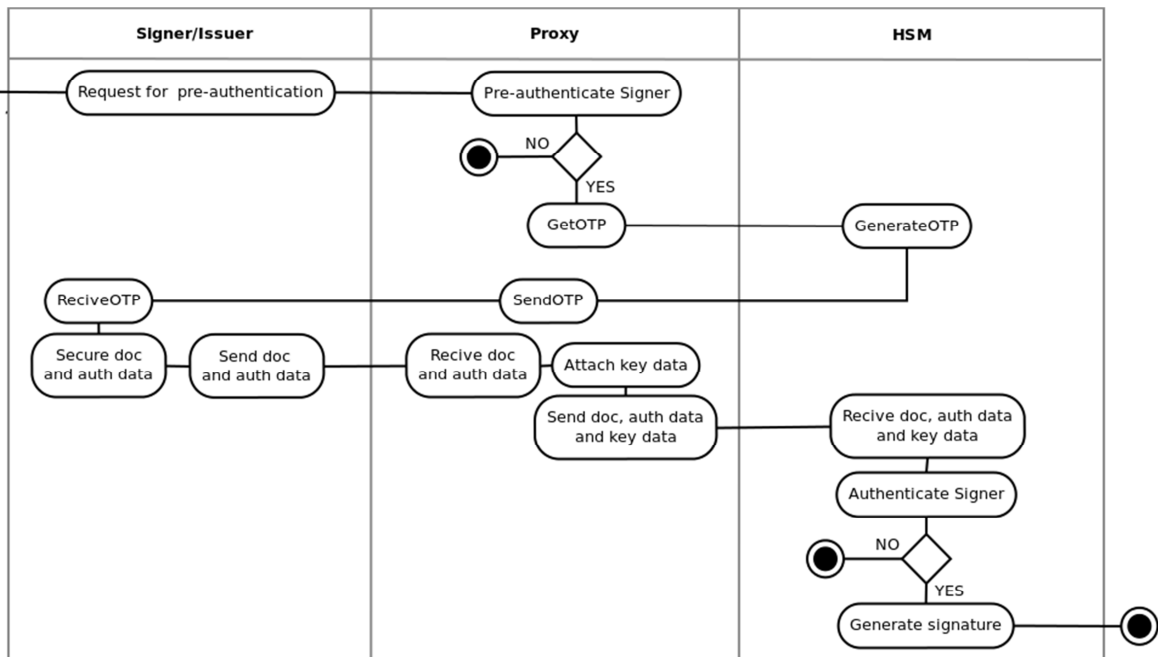 Signer/Issuer
Proxy
HSM
Request for pre-authentication
Pre-authenticate Signer
NO
YES
GetOTP
GenerateOTP
ReciveOTP
SendOTP
Secure doc
and auth data
Send doc
and auth data
Recive doc
and auth data
Attach key data
Send doc, auth data
and key data
Recive doc, auth data
and key data
Authenticate Signer
NO
YES
Generate signature